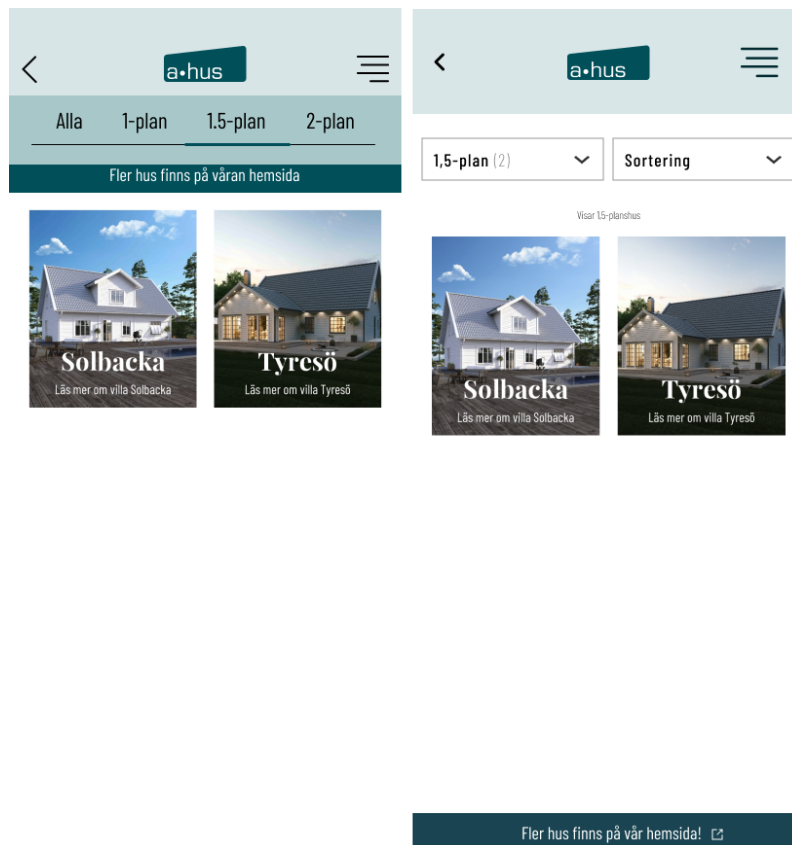 a•hus
Alla 1-plan 1.5-plan 2-plan
Fler hus finns på våran hemsida
Solbacka
Läs mer om villa Solbacka
Tyresö
Läs mer om villa Tyresö
a•hus
1,5-plan (2)
Sortering
Visar 1.5-planshus
Solbacka
Läs mer om villa Solbacka
Tyresö
Läs mer om villa Tyresö
Fler hus finns på vår hemsida!